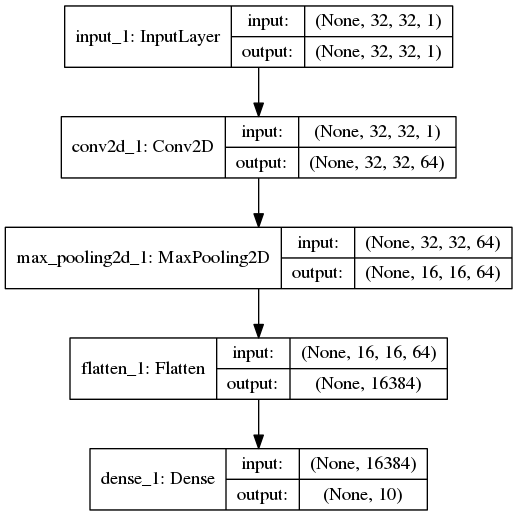 input_1: InputLayer
input:
(None, 32, 32, 1)
output:
(None, 32, 32, 1)
conv2d_1: Conv2D
input:
(None, 32, 32, 1)
output:
(None, 32, 32, 64)
max_pooling2d_1: MaxPooling2D
input:
(None, 32, 32, 64)
output:
(None, 16, 16, 64)
flatten_1: Flatten
input:
(None, 16, 16, 64)
output:
(None, 16384)
dense_1: Dense
input:
(None, 16384)
output:
(None, 10)